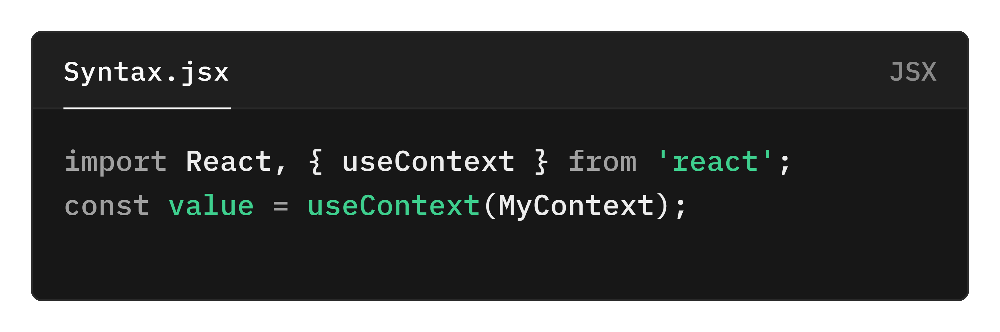 Syntax.jsx
JSX
import React, { useContext } from 'react';
const value = useContext(MyContext);